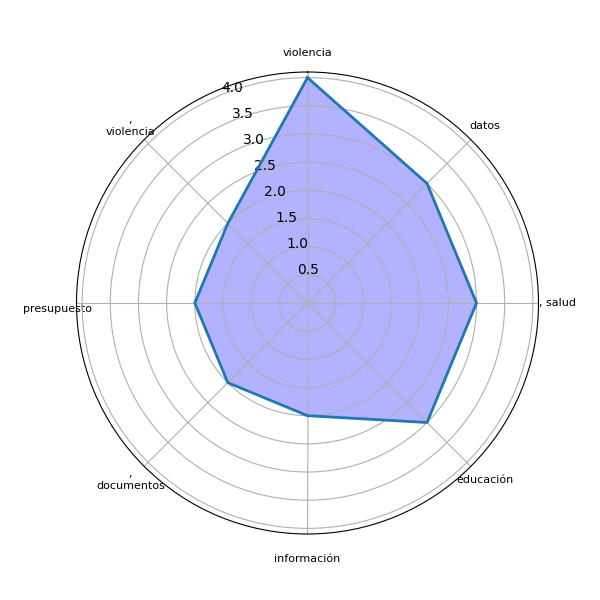 violencia
4.0
,
violencia
datos
3.5
3.0
2.5
2.0
1.5
1.0
0.5
presupuesto
, salud
,
documentos
educación
información